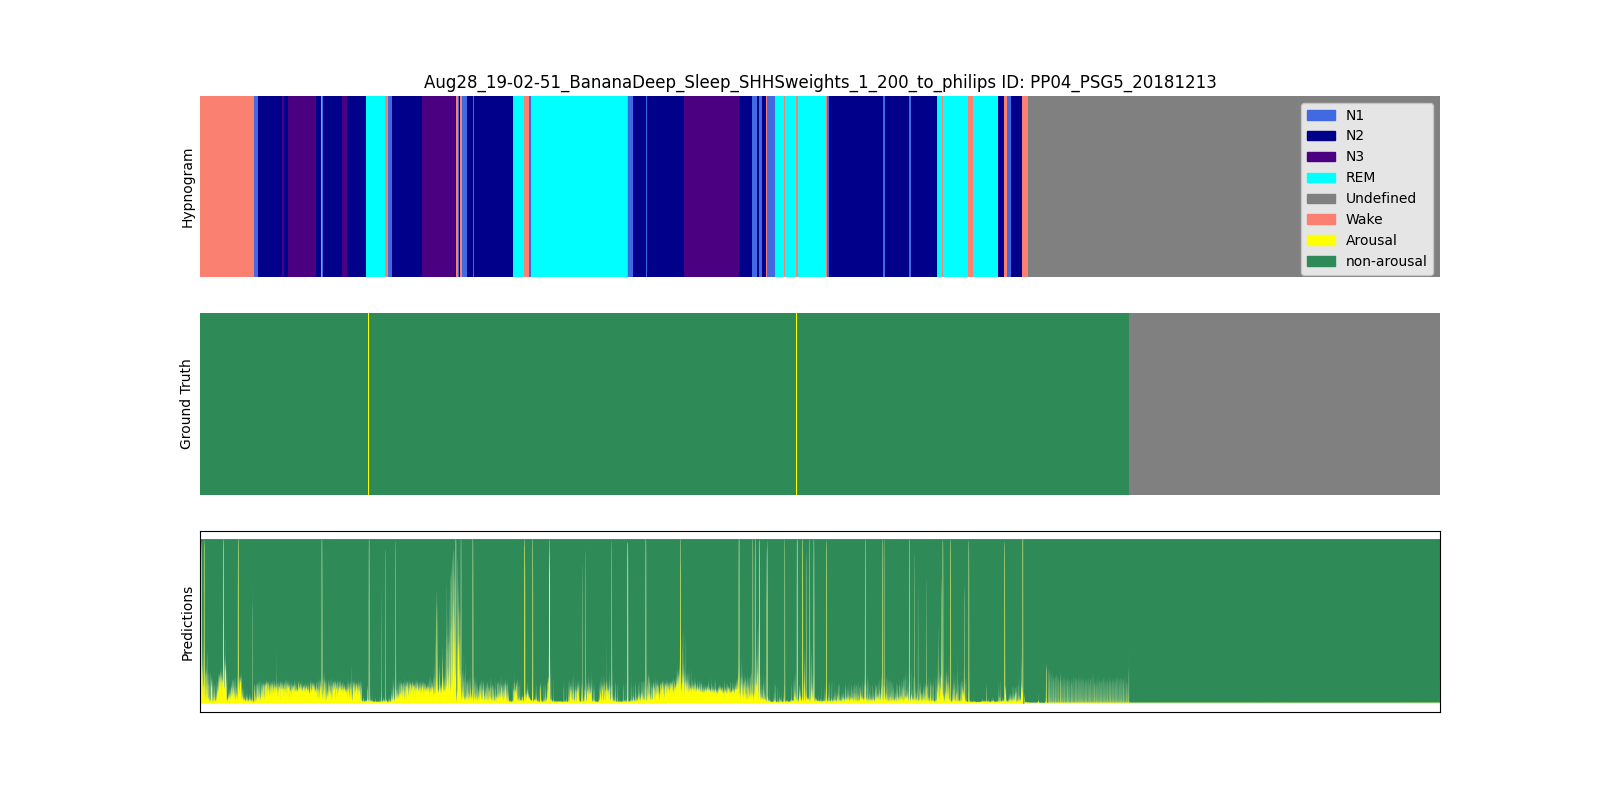 Aug28_19-02-51_BananaDeep_Sleep_SHHSweights_1_200_to_philips ID: PP04_PSG5_20181213
Hypnogram
N1
N2
N3
REM
Undefined
Wake
Arousal
non-arousal
Ground Truth
Predictions